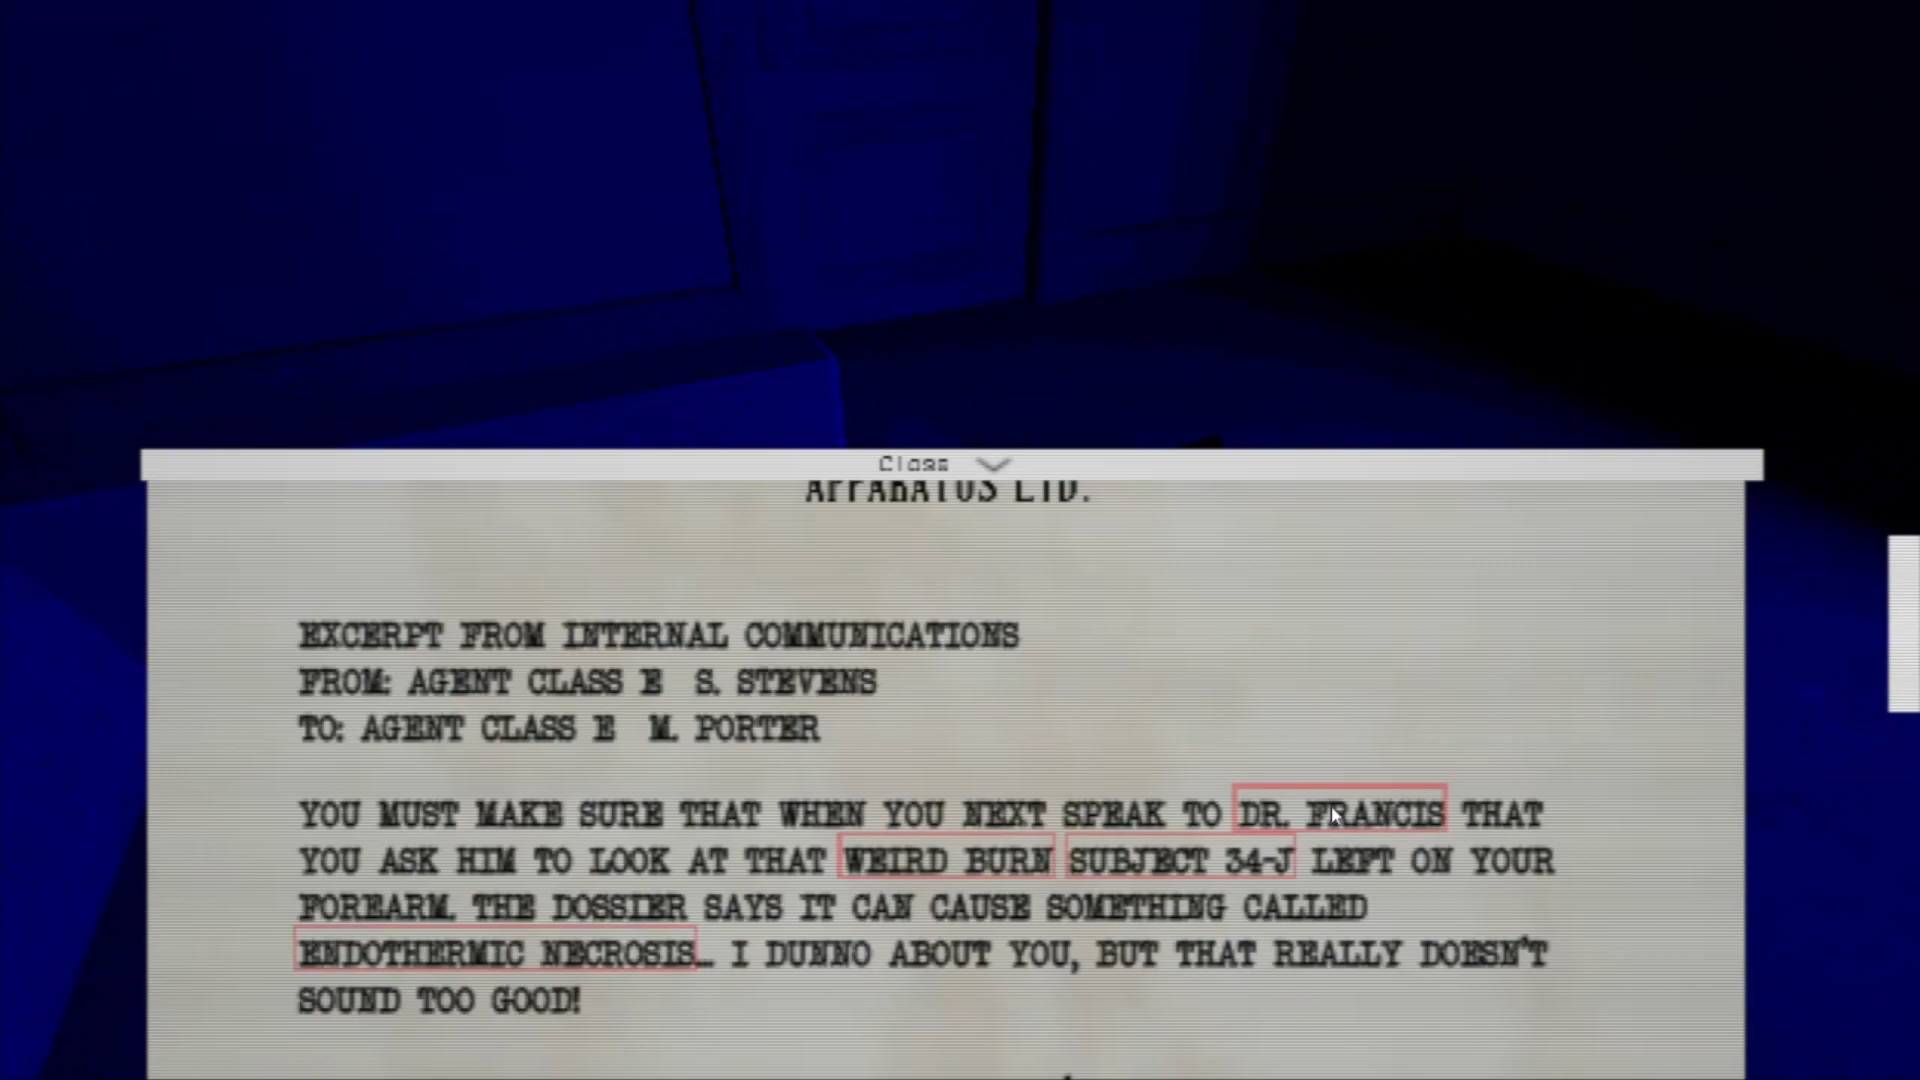 Class
APPARATUS LTD.
EXCERPT FROM INTERNAL COMMUNICATIONS
FROM: AGENT CLASS E S. STEVENS
TO: AGENT CLASS E M. PORTER
YOU MUST MAKE SURE THAT WHEN YOU NEXT SPEAK TO DR. FRANCIS THAT
YOU ASK HIM TO LOOK AT THAT WEIRD BURN SUBJECT 34-J LEFT ON YOUR
FOREARM. THE DOSSIER SAYS IT CAN CAUSE SOMETHING CALLED
ENDOTHERMIC NECROSIS... I DUNNO ABOUT YOU, BUT THAT REALLY DOESN'T
SOUND TOO GOOD!